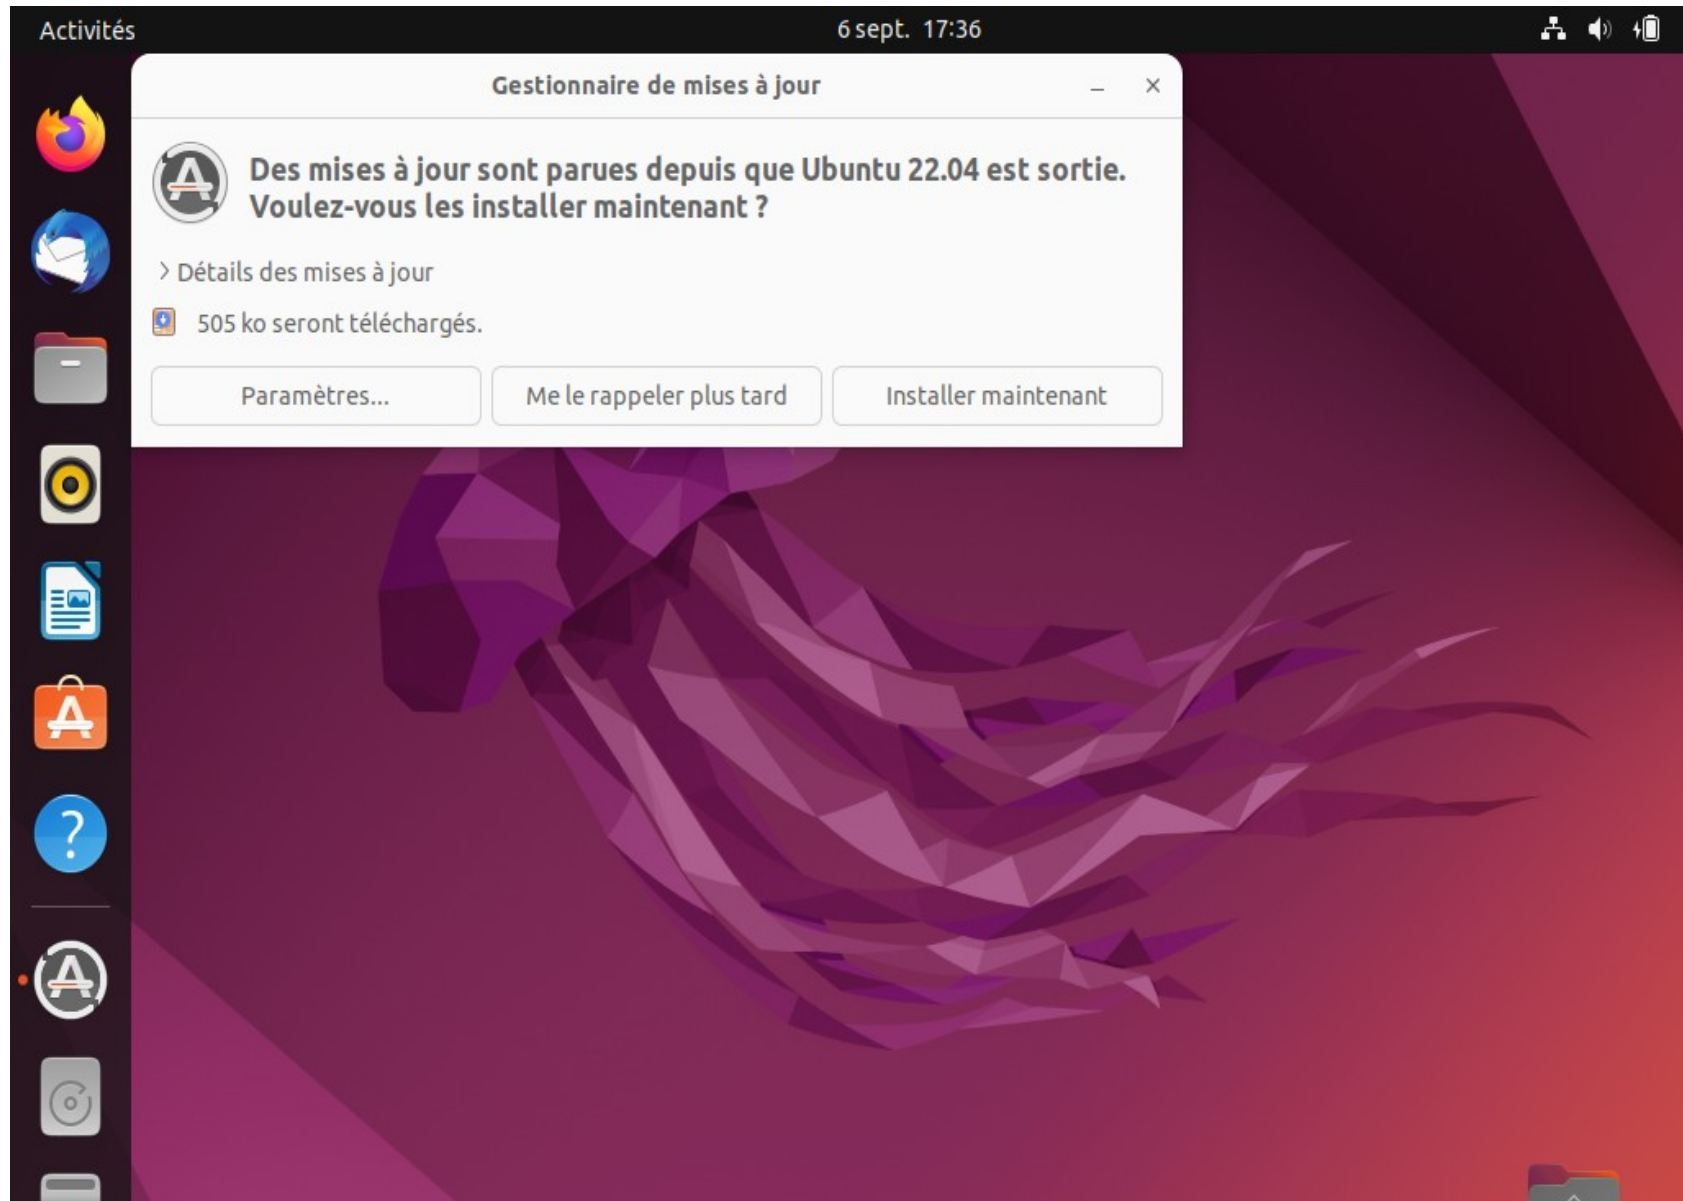 Activités
6 sept. 17:36
Gestionnaire de mises à jour
Des mises à jour sont parues depuis que Ubuntu 22.04 est sortie.
Voulez-vous les installer maintenant ?
Détails des mises à jour
505 ko seront téléchargés.
Paramètres...
Me le rappeler plus tard
Installer maintenant